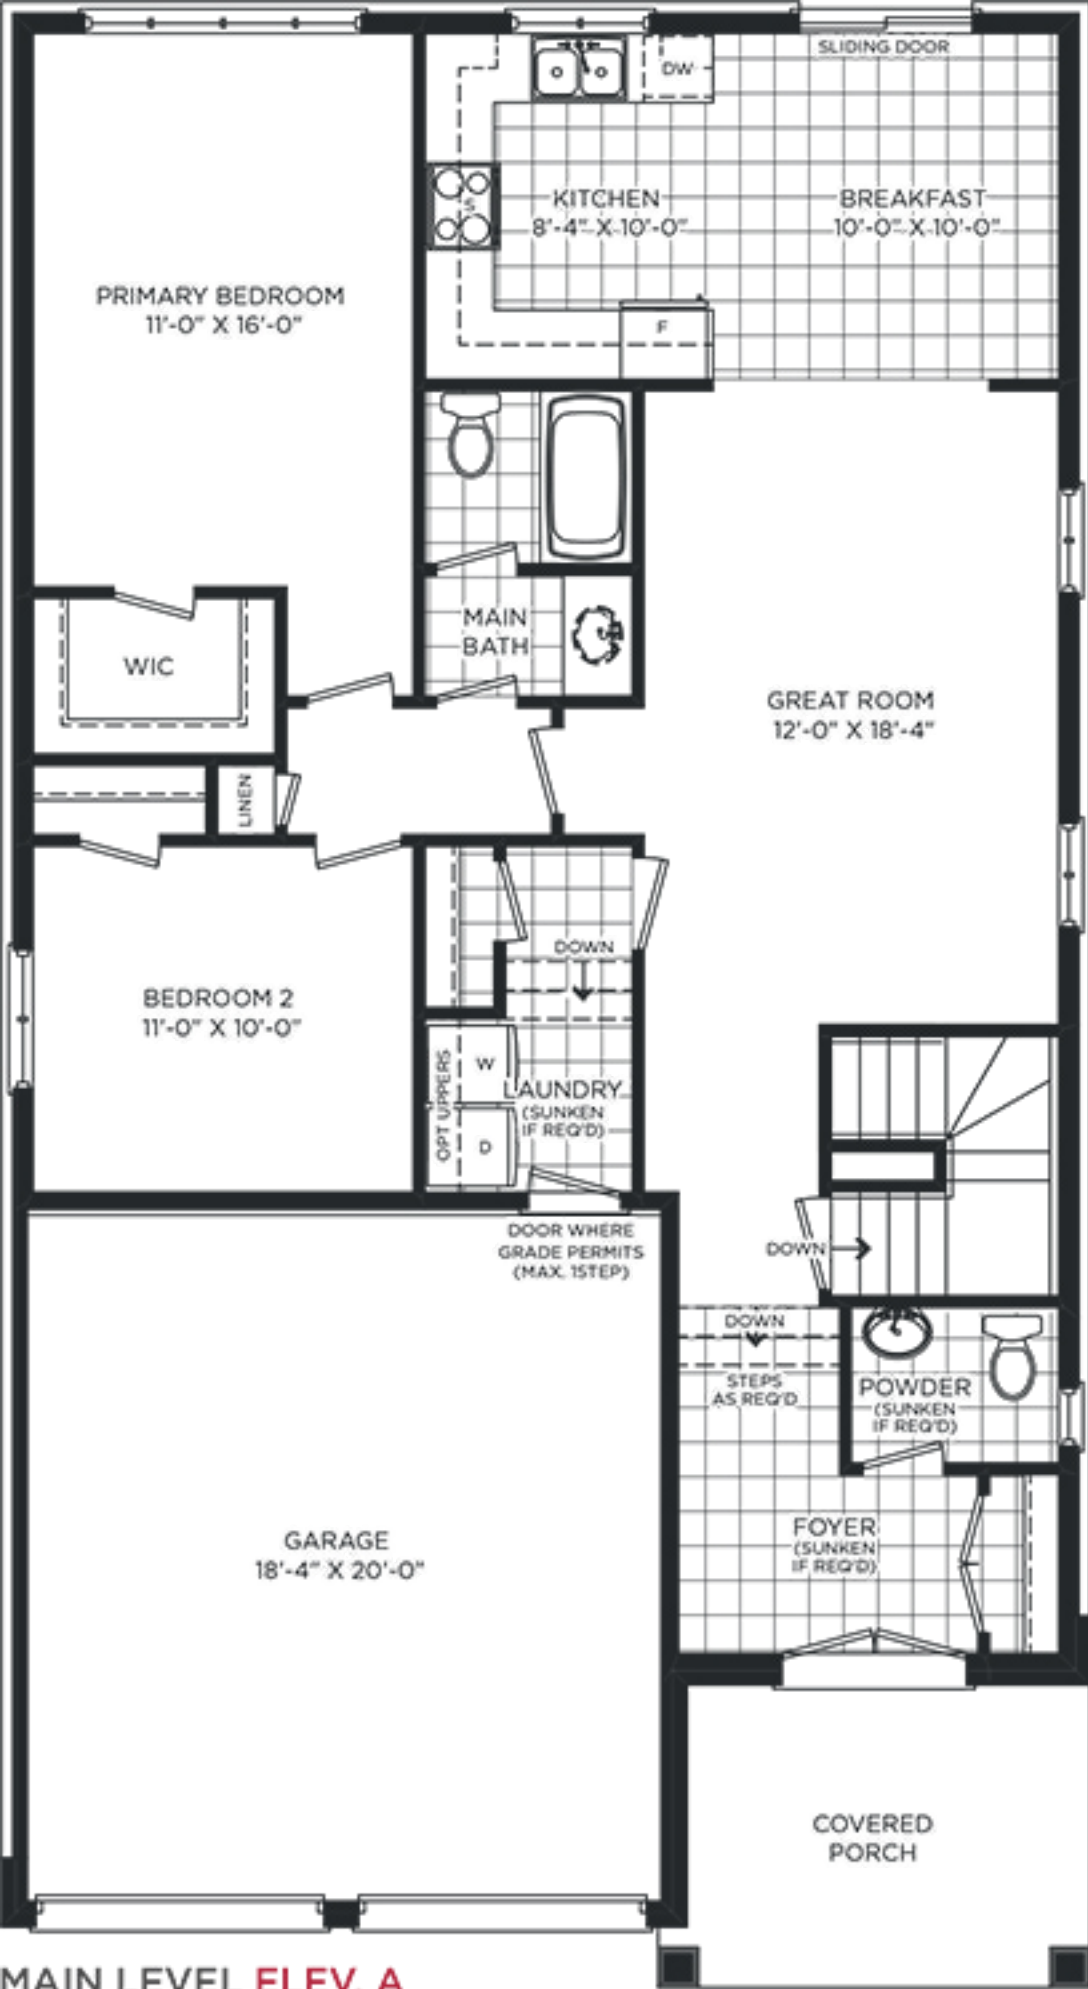 SLIDING DOOR
DW
S
KITCHEN
8'-4" X 10'-0"
BREAKFAST
10'-0" X 10'-0"
PRIMARY BEDROOM
11'-0" X 16'-0"
F
MAIN
BATH
WIC
GREAT ROOM
12'-0" X 18'-4"
LINEN
DOWN
BEDROOM 2
11'-0" X 10'-0"
OPT UPPERS
W
D
LAUNDRY
(SUNKEN
IF REQ'D)
DOOR WHERE
GRADE PERMITS
(MAX. 1STEP)
DOWN
DOWN
STEPS
AS REQ'D
POWDER
(SUNKEN
IF REQ'D)
FOYER
(SUNKEN
IF REQ'D)
GARAGE
18'-4" X 20'-0"
COVERED
PORCH
MAIN LEVEL ELEV. A